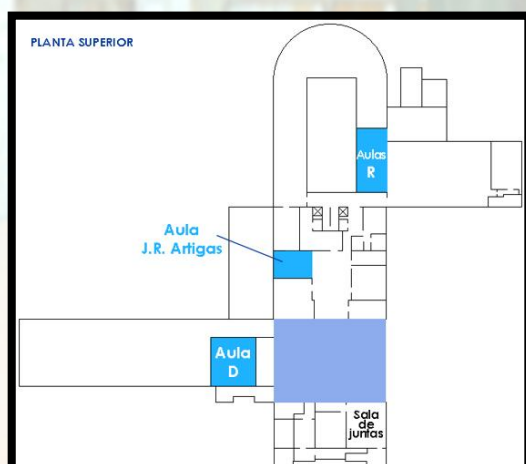 PLANTA SUPERIOR
Aulas
R
Aula
J.R. Artigas
Aula
D
Sala
de
juntas